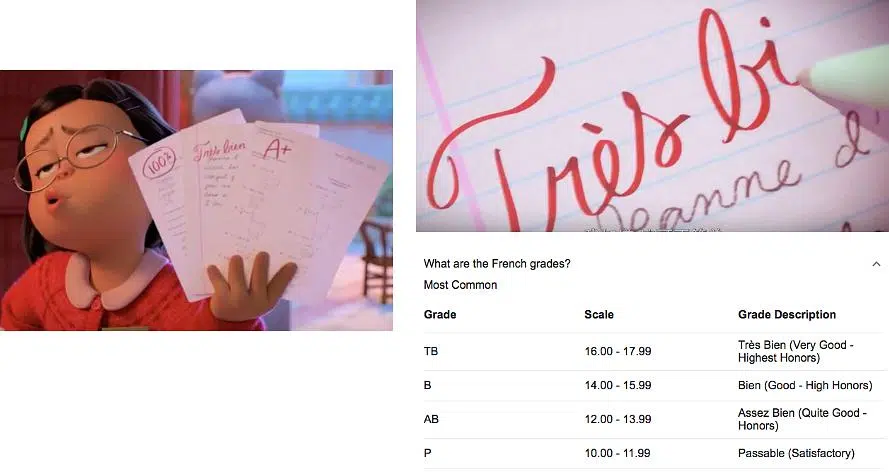 100%
Très bien
A+
Très bi
Jeanne d'
What are the French grades?
Most Common
Grade Scale Grade Description
TB 16.00 - 17.99 Très Bien (Very Good -
Highest Honors)
B 14.00 - 15.99 Bien (Good - High Honors)
AB 12.00 - 13.99 Assez Bien (Quite Good -
Honors)
P 10.00 - 11.99 Passable (Satisfactory)